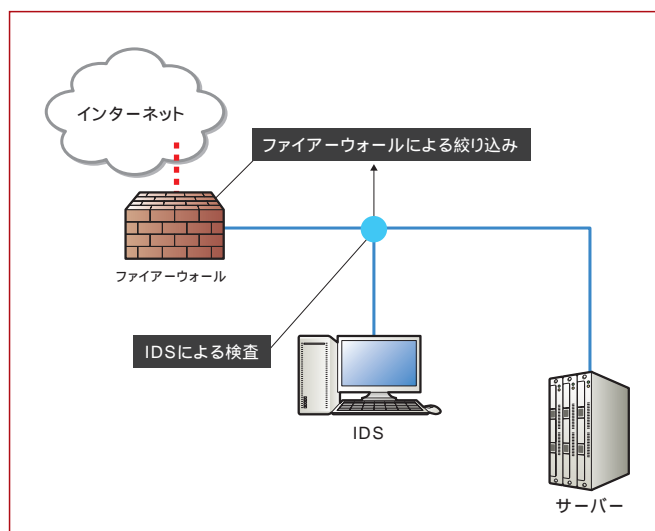 インターネット
ファイアーウォールによる絞り込み
ファイアーウォール
IDSによる検査
IDS
サーバー